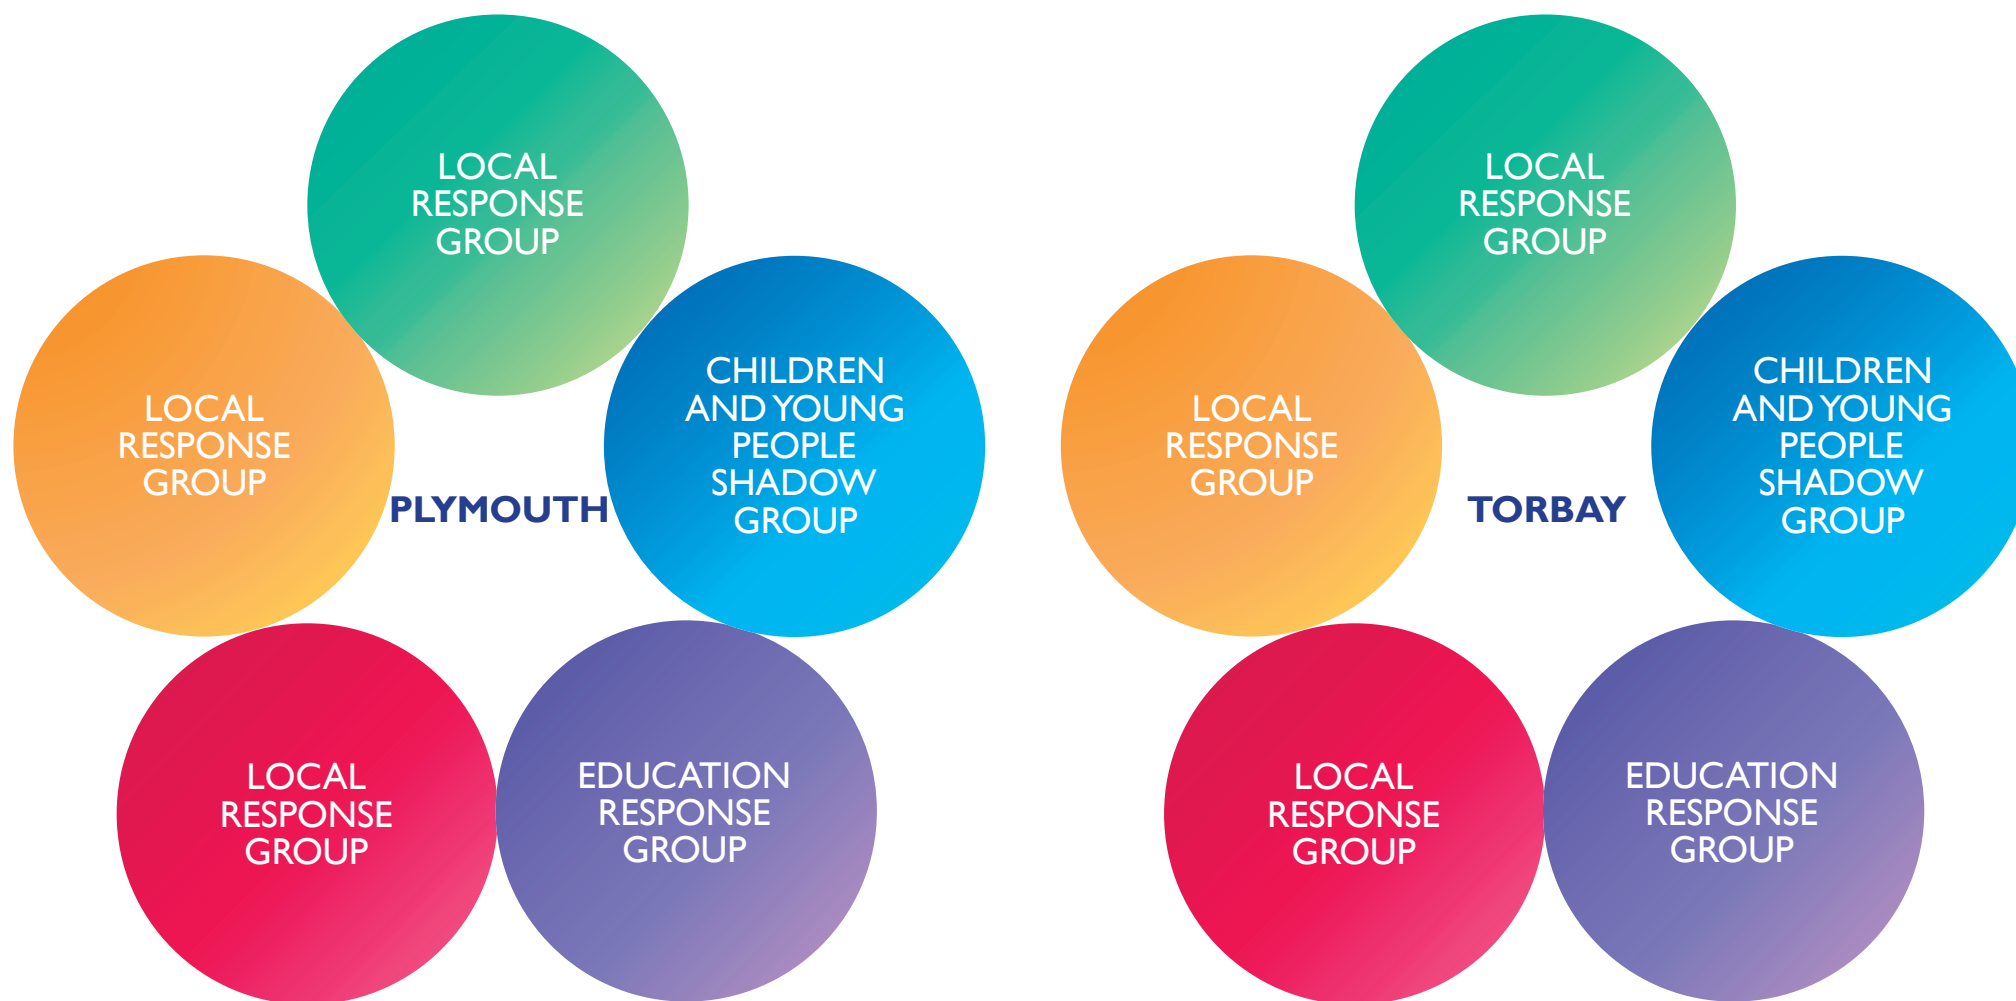 LOCAL
RESPONSE
GROUP
LOCAL
RESPONSE
GROUP
PLYMOUTH
CHILDREN
AND YOUNG
PEOPLE
SHADOW
GROUP
LOCAL
RESPONSE
GROUP
EDUCATION
RESPONSE
GROUP
LOCAL
RESPONSE
GROUP
LOCAL
RESPONSE
GROUP
TORBAY
CHILDREN
AND YOUNG
PEOPLE
SHADOW
GROUP
LOCAL
RESPONSE
GROUP
EDUCATION
RESPONSE
GROUP